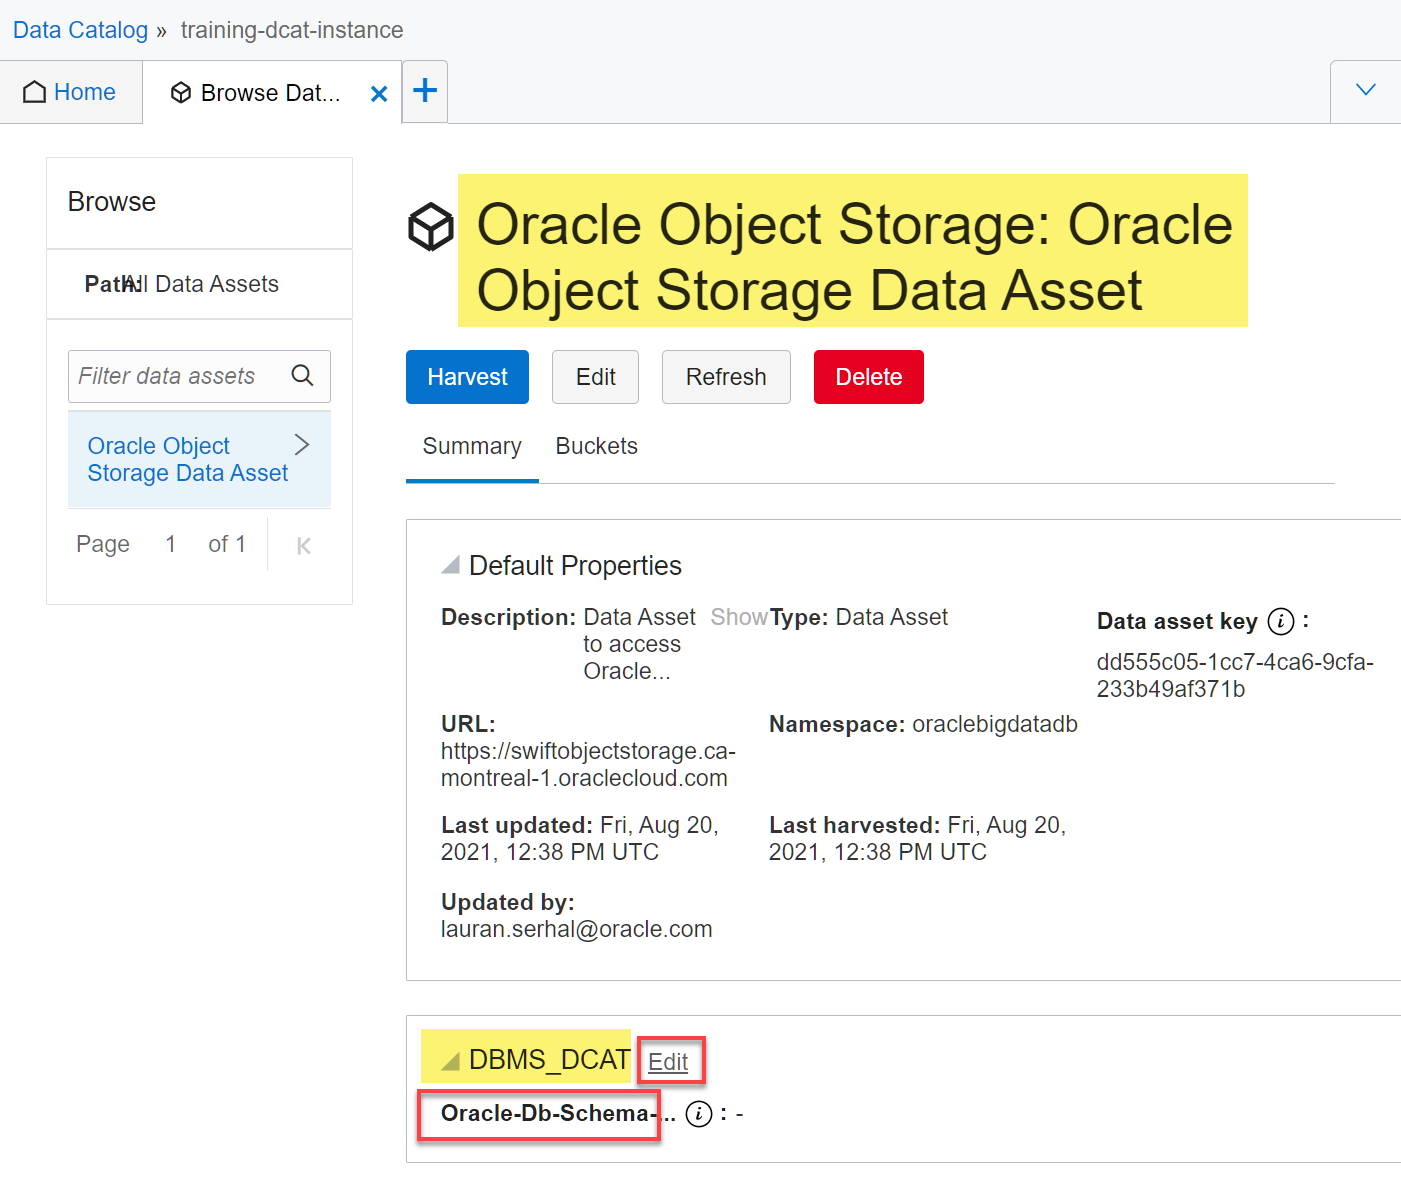 Data Catalog » training-dcat-instance
Home
Browse Dat...
Browse
Path: All Data Assets
Filter data assets
Oracle Object
Storage Data Asset
Page 1 of 1
Oracle Object Storage: Oracle
Object Storage Data Asset
Harvest Edit Refresh Delete
Summary Buckets
Default Properties
Description: Data Asset
to access
Oracle...
Show
Type: Data Asset
Data asset key i :
dd555c05-1cc7-4ca6-9cfa-
233b49af371b
URL:
https://swiftobjectstorage.ca-
montreal-1.oraclecloud.com
Namespace: oraclebigdatadb
Last updated: Fri, Aug 20,
2021, 12:38 PM UTC
Last harvested: Fri, Aug 20,
2021, 12:38 PM UTC
Updated by:
lauran.serhal@oracle.com
DBMS_DCAT Edit
Oracle-Db-Schema-... i : -